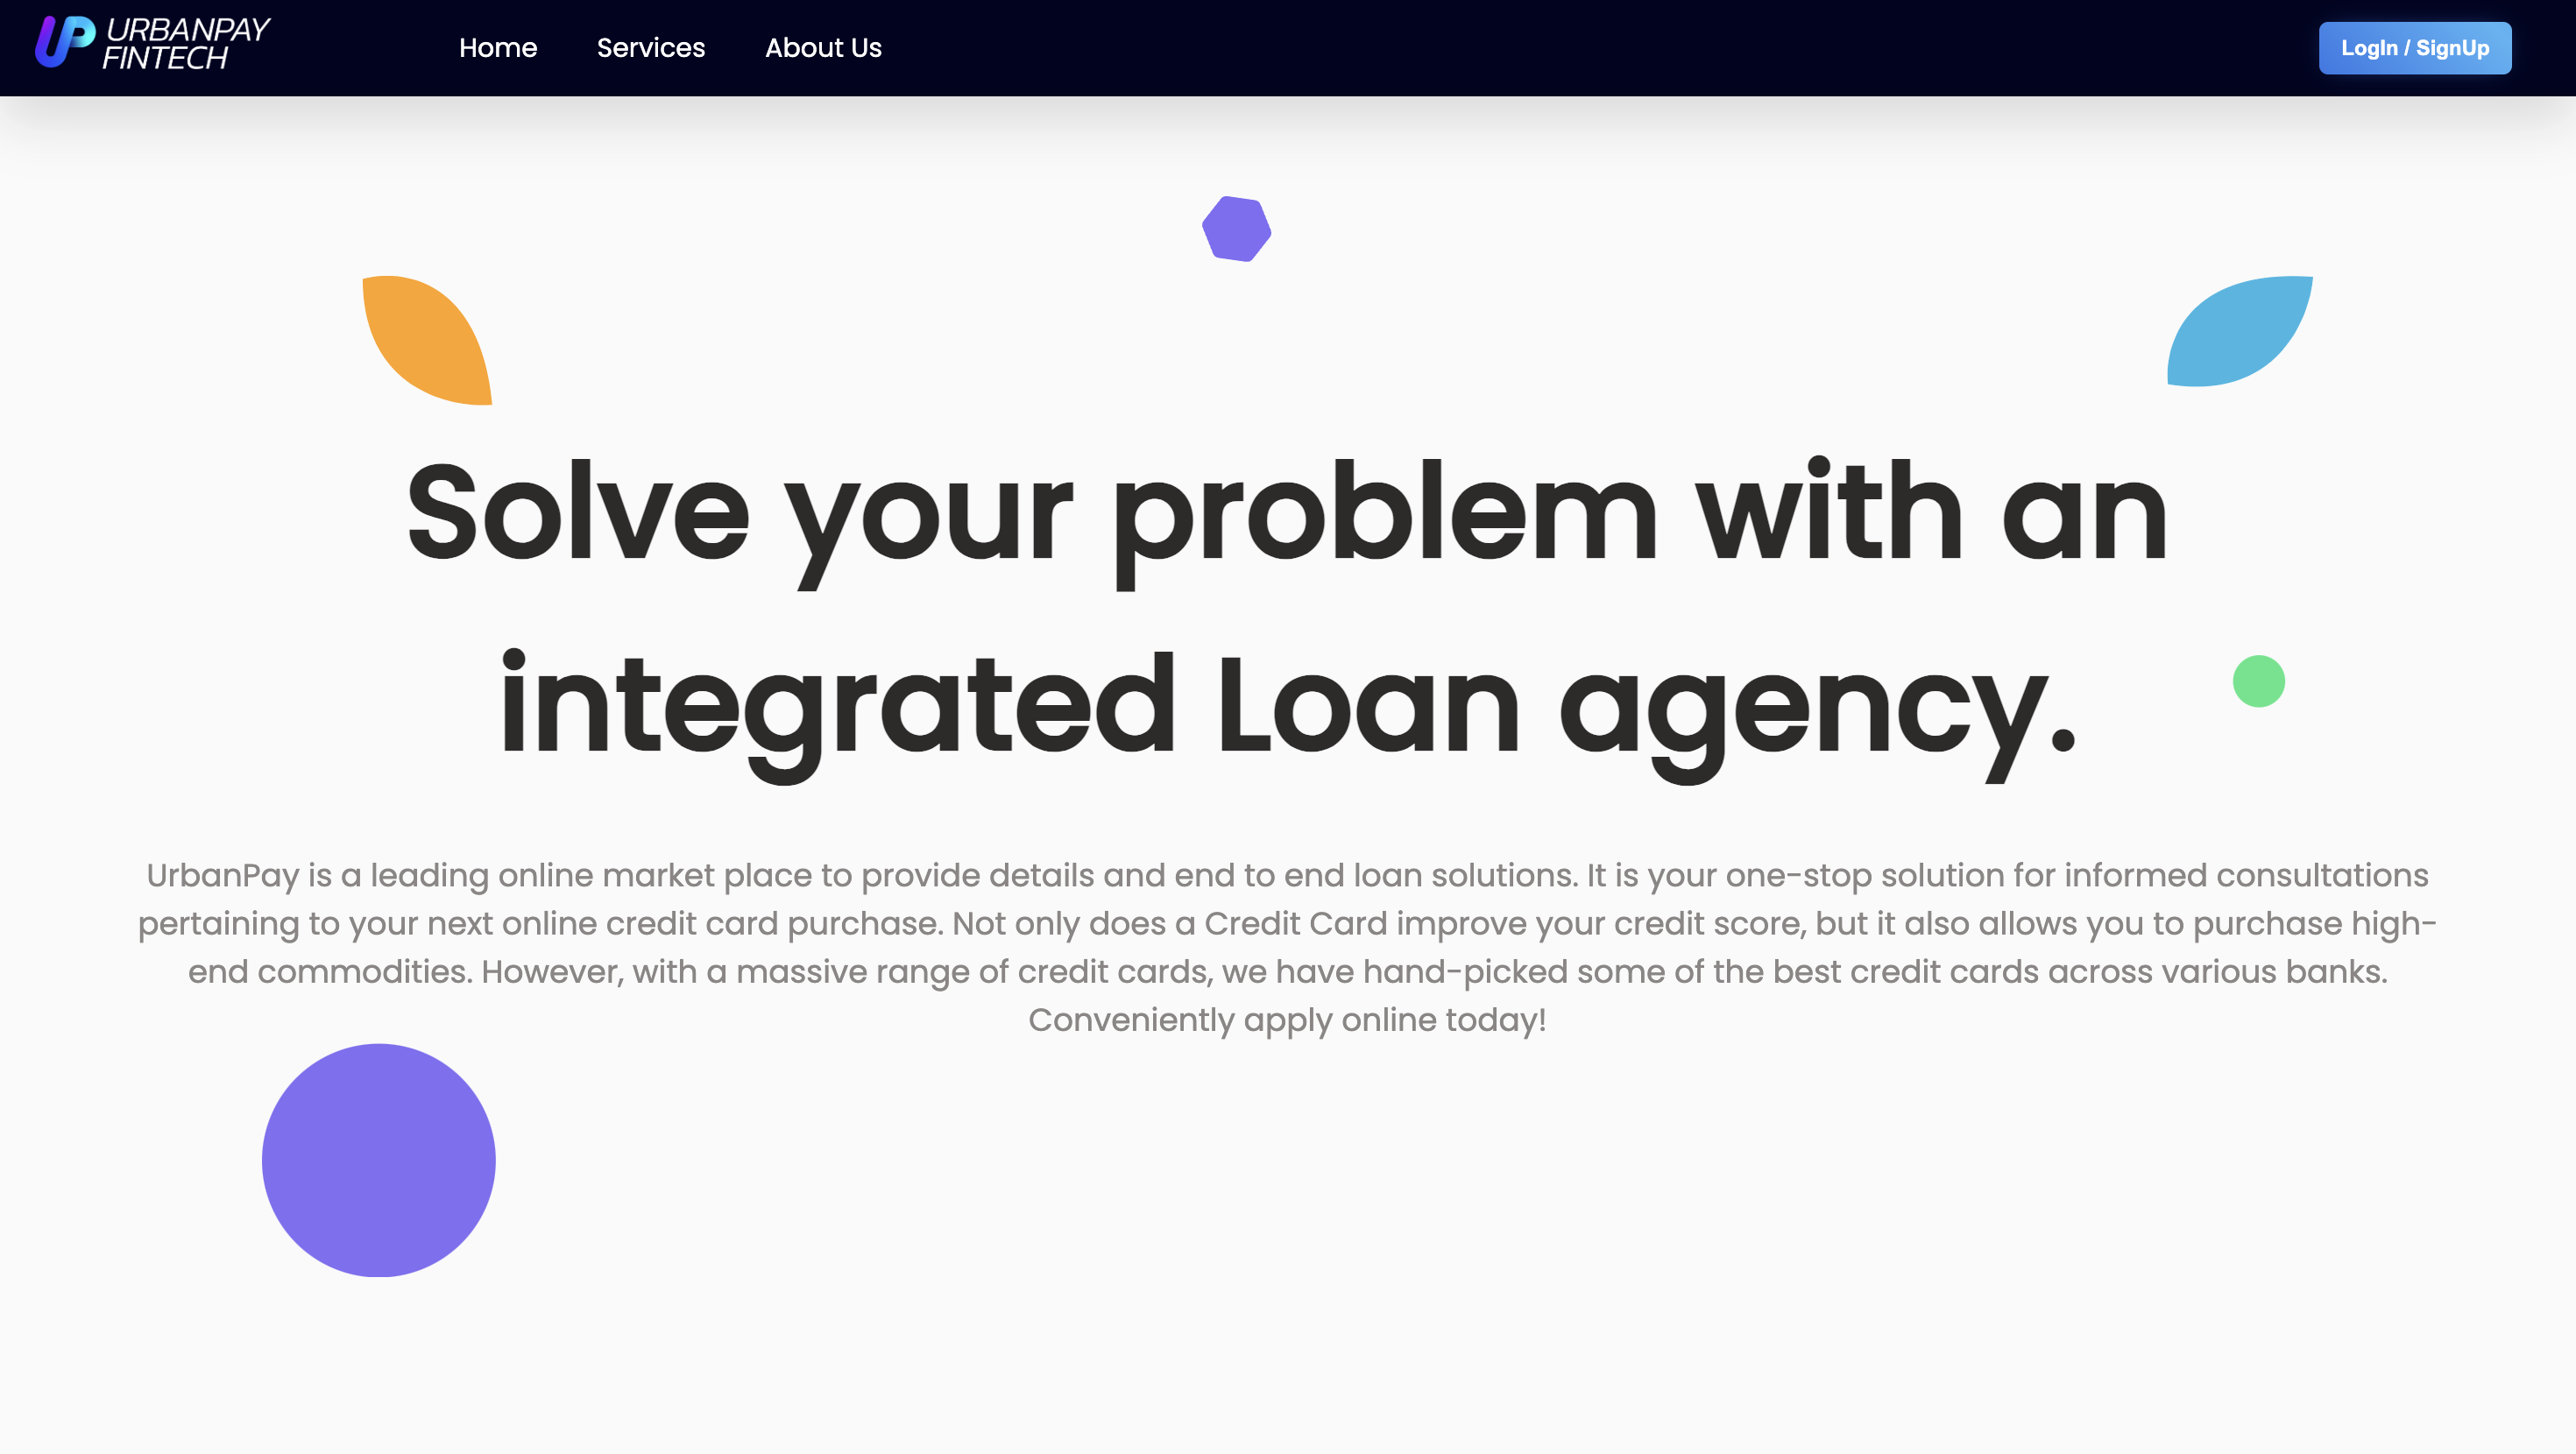 URBANPAY
FINTECH
Home
Services
About Us
LogIn / SignUp
Solve your problem with an
integrated Loan agency.
UrbanPay is a leading online market place to provide details and end to end loan solutions. It is your one-stop solution for informed consultations
pertaining to your next online credit card purchase. Not only does a Credit Card improve your credit score, but it also allows you to purchase high-
end commodities. However, with a massive range of credit cards, we have hand-picked some of the best credit cards across various banks.
Conveniently apply online today!